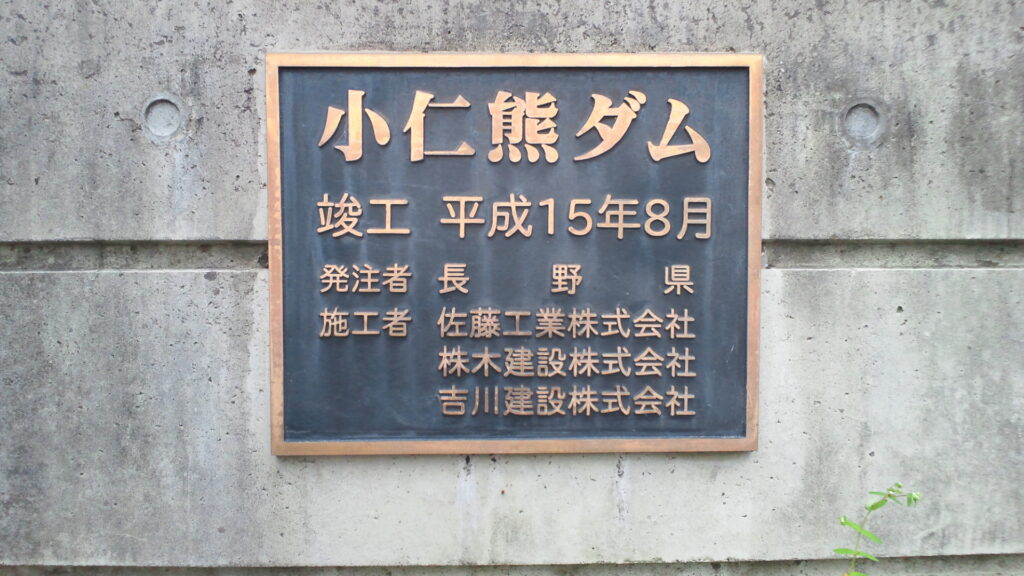 小仁熊ダム
竣工 平成15年8月
発注者 長野県
施工者 佐藤工業株式会社
株木建設株式会社
吉川建設株式会社